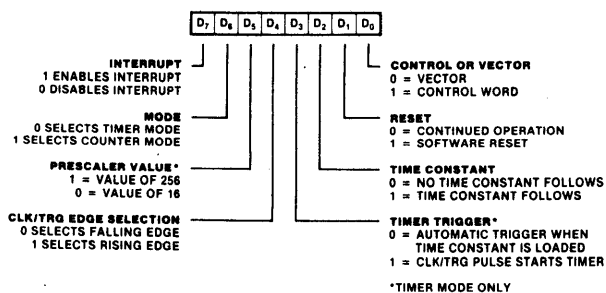 D7 D6 D5 D4 D3 D2 D1 D0
INTERRUPT
1 ENABLES INTERRUPT
0 DISABLES INTERRUPT
MODE
0 SELECTS TIMER MODE
1 SELECTS COUNTER MODE
PRESCALER VALUE*
1 = VALUE OF 256
0 = VALUE OF 16
CLK/TRG EDGE SELECTION
0 SELECTS FALLING EDGE
1 SELECTS RISING EDGE
CONTROL OR VECTOR
0 = VECTOR
1 = CONTROL WORD
RESET
0 = CONTINUED OPERATION
1 = SOFTWARE RESET
TIME CONSTANT
0 = NO TIME CONSTANT FOLLOWS
1 = TIME CONSTANT FOLLOWS
TIMER TRIGGER*
0 = AUTOMATIC TRIGGER WHEN
TIME CONSTANT IS LOADED
1 = CLK/TRG PULSE STARTS TIMER
*TIMER MODE ONLY